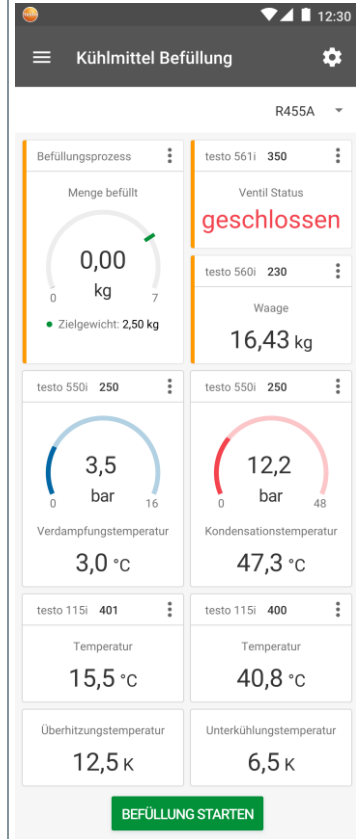 12:30
Kühlmittel Befüllung
R455A
Befüllungsprozess
Menge befüllt
0,00
kg
0
7
Zielgewicht: 2,50 kg
testo 561i 350
Ventil Status
geschlossen
testo 560i 230
Waage
16,43 kg
testo 550i 250
3,5
bar
0
16
Verdampfungstemperatur
3,0 °C
testo 550i 250
12,2
bar
0
48
Kondensationstemperatur
47,3 °C
testo 115i 401
Temperatur
15,5 °C
testo 115i 400
Temperatur
40,8 °C
Überhitzungstemperatur
12,5 K
Unterkühlungstemperatur
6,5 K
BEFÜLLUNG STARTEN